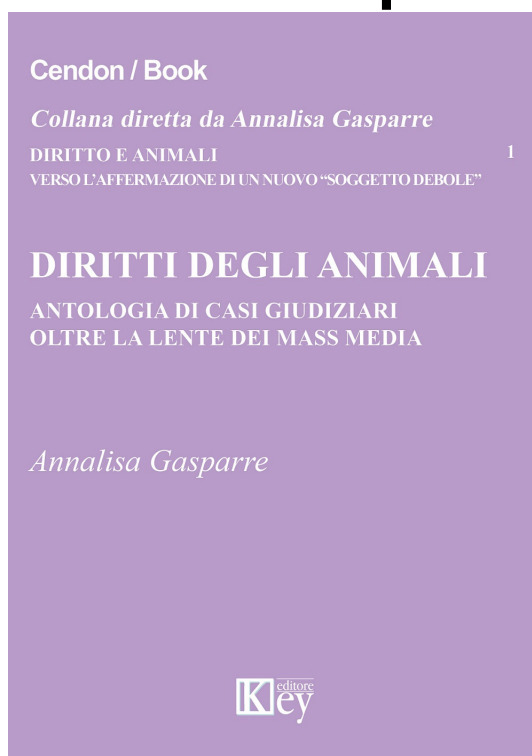 Cendon / Book
Collana diretta da Annalisa Gasparre
DIRITTO E ANIMALI 1
VERSO L'AFFERMAZIONE DI UN NUOVO “SOGGETTO DEBOLE”
DIRITTI DEGLI ANIMALI
ANTOLOGIA DI CASI GIUDIZIARI
OLTRE LA LENTE DEI MASS MEDIA
Annalisa Gasparre
editore
Key